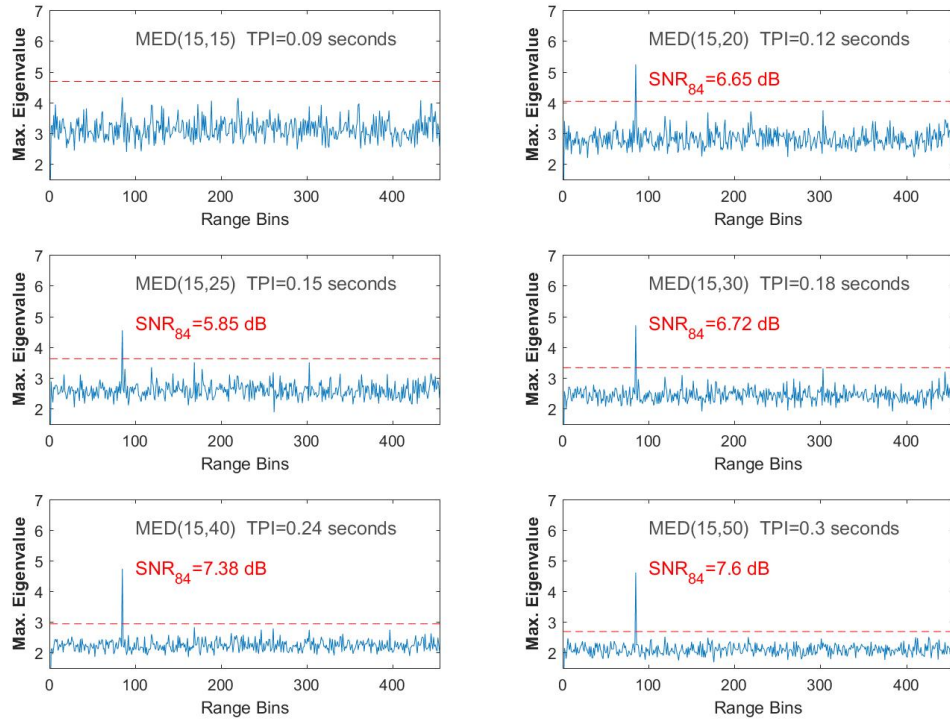 MED(15,15) TPI=0.09 seconds
Max. Eigenvalue
7
6
5
4
3
2
0 100 200 300 400
Range Bins
MED(15,20) TPI=0.12 seconds
SNR84=6.65 dB
Max. Eigenvalue
7
6
5
4
3
2
0 100 200 300 400
Range Bins
MED(15,25) TPI=0.15 seconds
SNR84=5.85 dB
Max. Eigenvalue
7
6
5
4
3
2
0 100 200 300 400
Range Bins
MED(15,30) TPI=0.18 seconds
SNR84=6.72 dB
Max. Eigenvalue
7
6
5
4
3
2
0 100 200 300 400
Range Bins
MED(15,40) TPI=0.24 seconds
SNR84=7.38 dB
Max. Eigenvalue
7
6
5
4
3
2
0 100 200 300 400
Range Bins
MED(15,50) TPI=0.3 seconds
SNR84=7.6 dB
Max. Eigenvalue
7
6
5
4
3
2
0 100 200 300 400
Range Bins